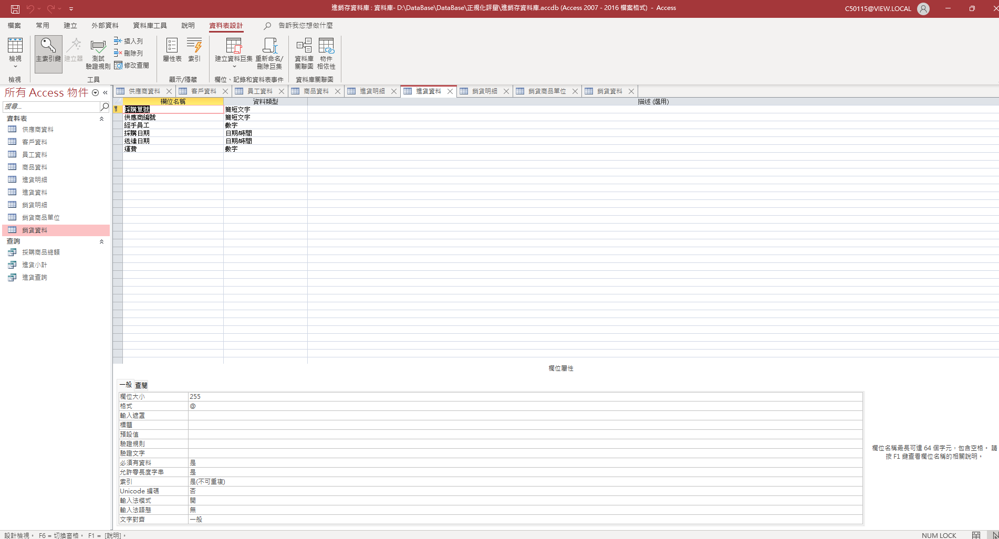 進銷存資料庫 : 資料庫- D:\DataBase\DataBase\正規化評量\進銷存資料庫.accdb (Access 2007 - 2016 檔案格式) - Access
C50115@VIEW.LOCAL
檔案 常用 建立 外部資料 資料庫工具 說明 資料表設計 告訴我您想做什麼
檢視
主索引鍵
建立器
測試
驗證規則
插入列
刪除列
修改查閱
屬性表
索引
建立資料巨集
重新命名/
刪除巨集
資料庫
關聯圖
物件
相依性
檢視 工具 顯示/隱藏 欄位、記錄和資料表事件 資料庫關聯圖
所有 Access 物件
搜尋...
資料表
供應商資料
客戶資料
員工資料
商品資料
進貨明細
進貨資料
銷貨明細
銷貨商品單位
銷貨資料
查詢
採購商品總額
進貨小計
進貨查詢
供應商資料 客戶資料 員工資料 商品資料 進貨明細 進貨資料 銷貨明細 銷貨商品單位 銷貨資料
欄位名稱 資料類型 描述 (選用)
採購單號 簡短文字
供應商編號 簡短文字
經手員工 數字
採購日期 日期/時間
送達日期 日期/時間
運費 數字
欄位屬性
一般 查閱
欄位大小 255
格式 @
輸入遮罩
標題
預設值
驗證規則
驗證文字
必須有資料 是
允許零長度字串 是
索引 是(不可重複)
Unicode 編碼 否
輸入法模式 開
輸入法語態 無
文字對齊 一般
欄位名稱最長可達 64 個字元，包含空格。 請
按 F1 鍵查看欄位名稱的相關說明。
設計檢視。 F6 = 切換窗格。 F1 = [說明]。
NUM LOCK